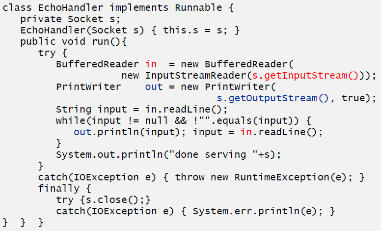 class EchoHandler implements Runnable {
    private Socket s;
    EchoHandler(Socket s) { this.s = s; }
    public void run(){
        try {
            BufferedReader in  = new BufferedReader(
                        new InputStreamReader(s.getInputStream()));
            PrintWriter    out = new PrintWriter(
                                        s.getOutputStream(), true);
            String input = in.readLine();
            while(input != null && !"".equals(input)) {
                out.println(input); input = in.readLine();
            }
            System.out.println("done serving "+s);
        }
        catch(IOException e) { throw new RuntimeException(e); }
        finally {
            try {s.close();}
            catch(IOException e) { System.err.print(e); }
}  }  }